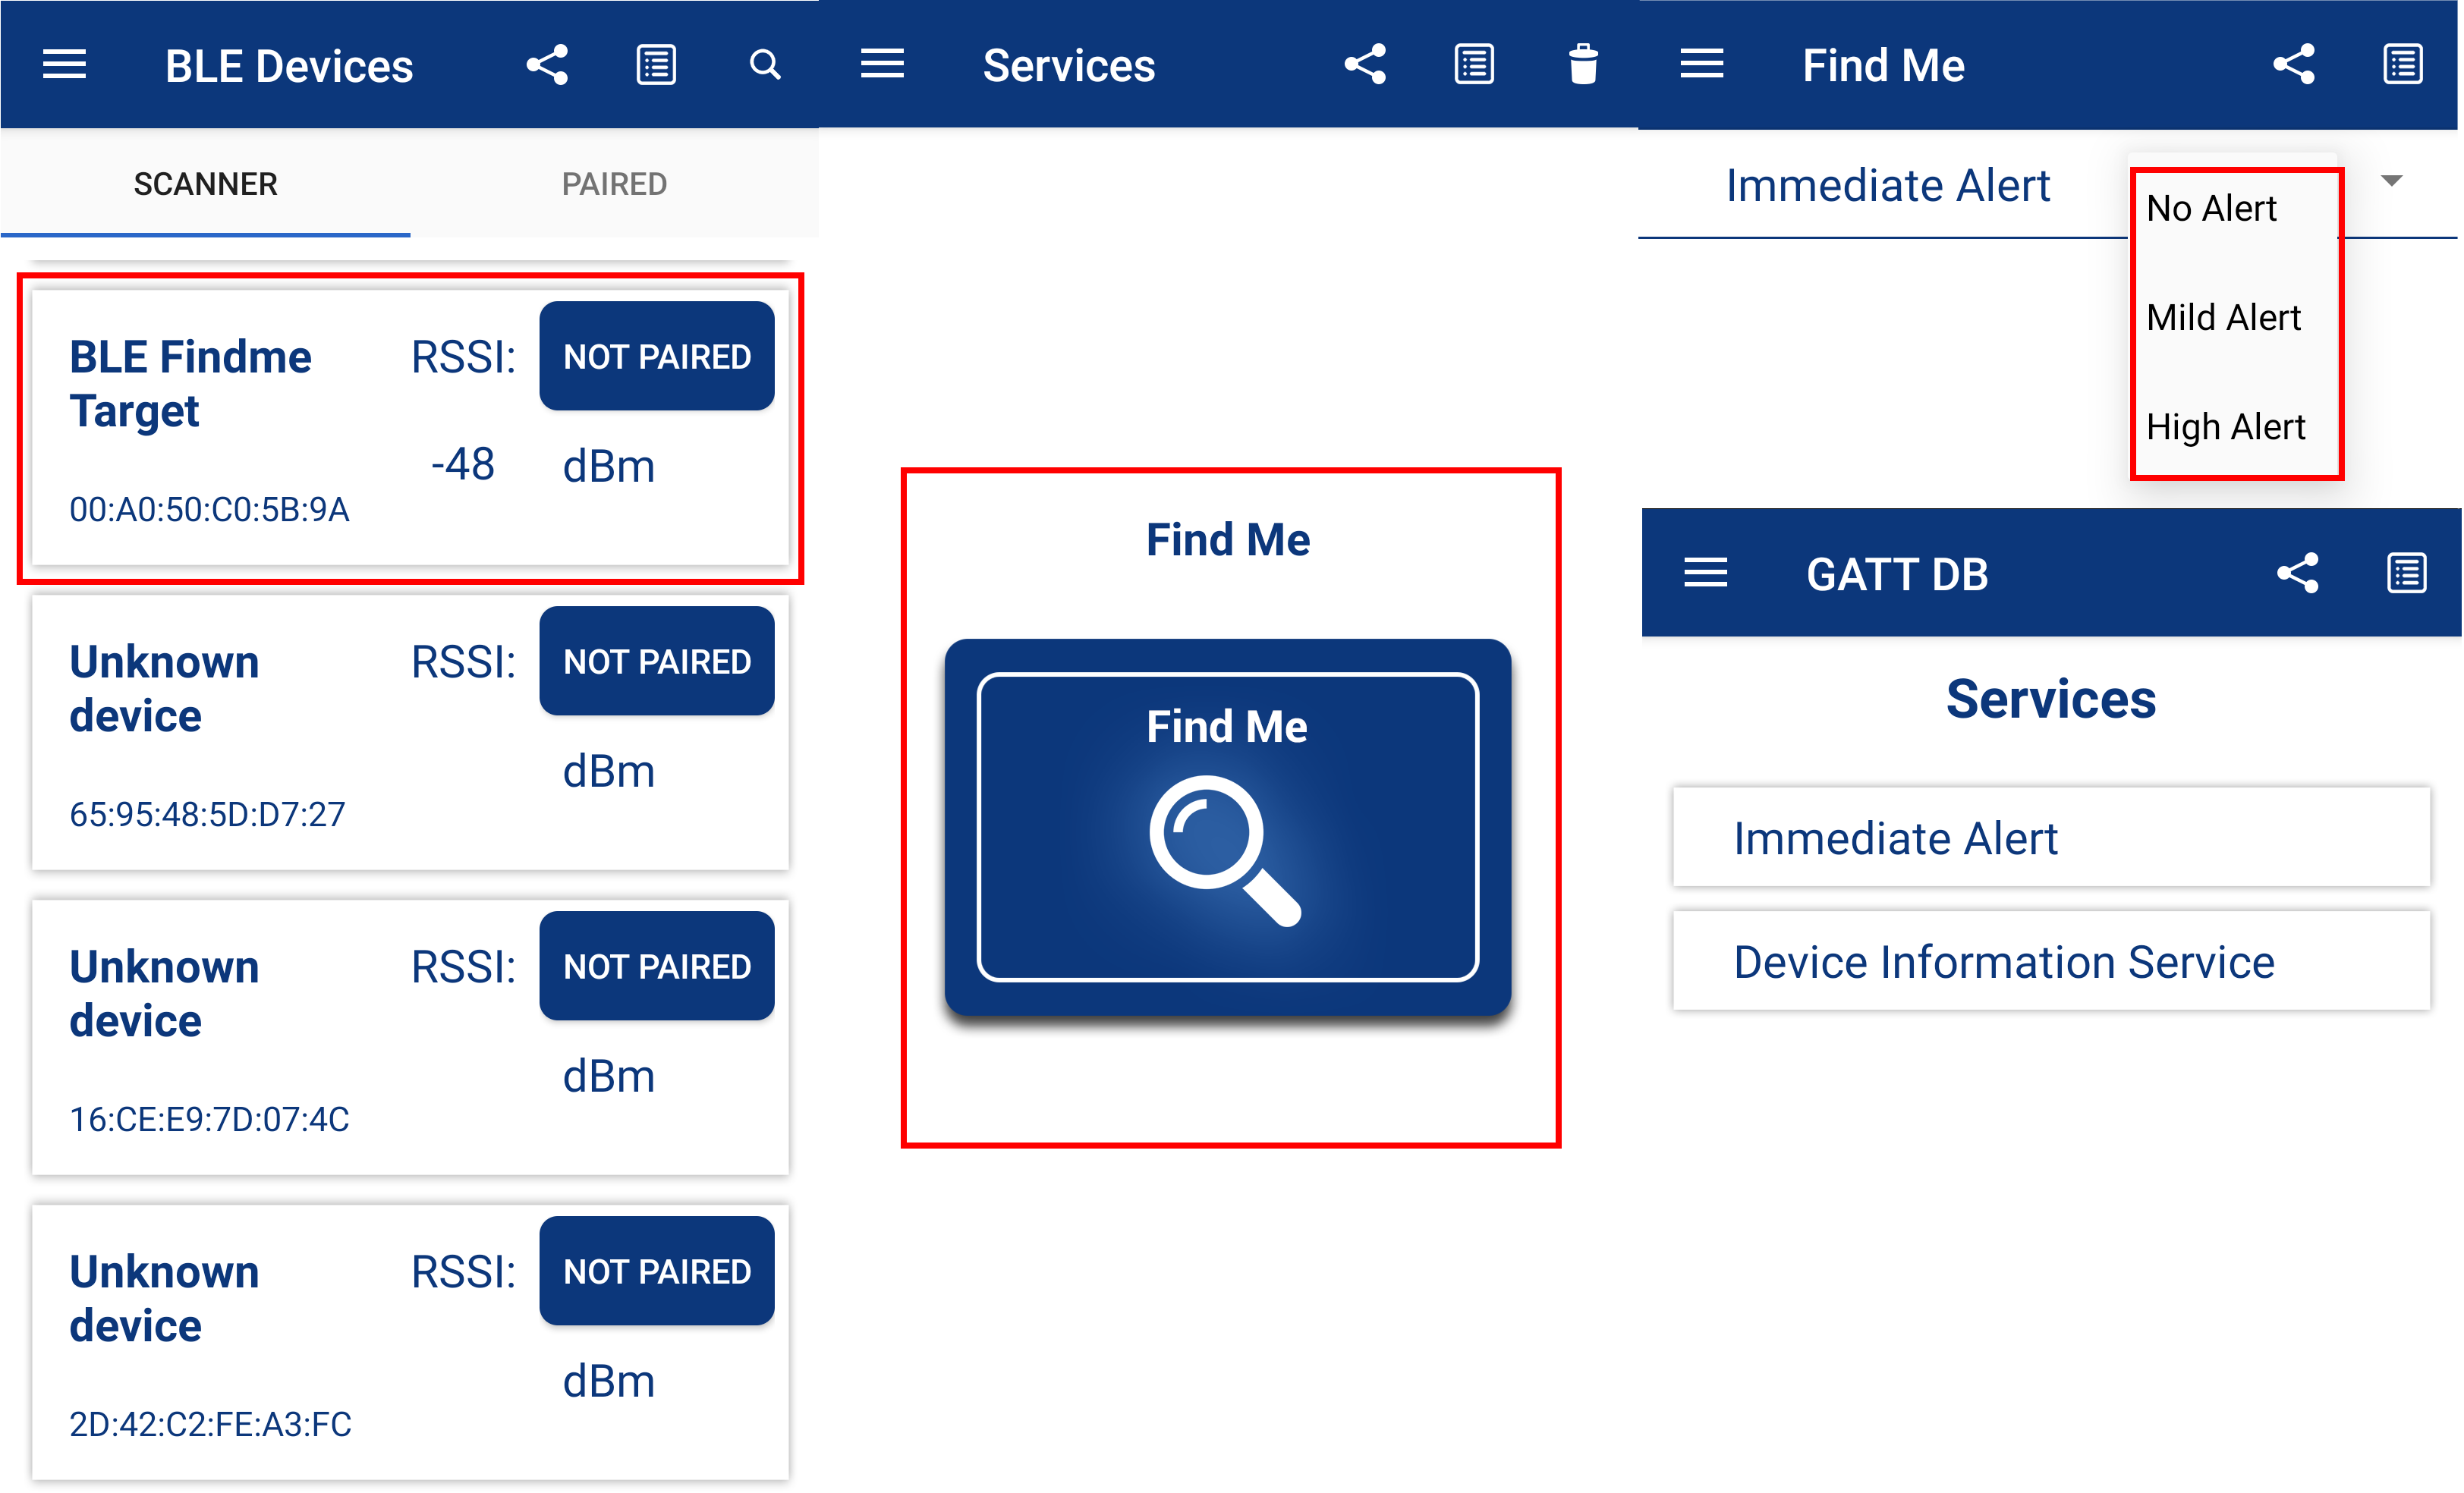 BLE Devices
SCANNER
PAIRED
BLE Findme
Target
RSSI:
NOT PAIRED
-48
dBm
00:A0:50:C0:5B:9A
Unknown
device
RSSI:
NOT PAIRED
dBm
65:95:48:5D:D7:27
Unknown
device
RSSI:
NOT PAIRED
dBm
16:CE:E9:7D:07:4C
Unknown
device
RSSI:
NOT PAIRED
dBm
2D:42:C2:FE:A3:FC
Services
Find Me
Find Me
Find Me
Immediate Alert
No Alert
Mild Alert
High Alert
GATT DB
Services
Immediate Alert
Device Information Service